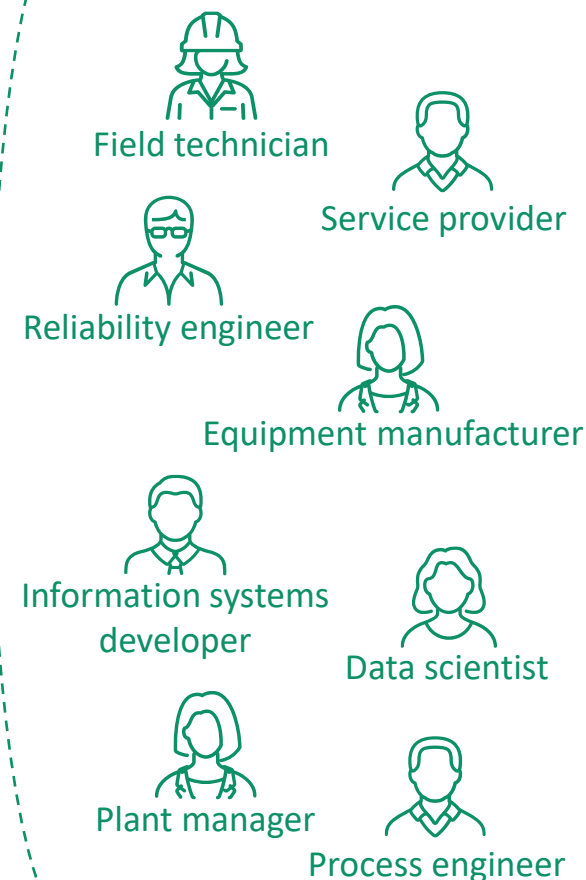 Field technician
Service provider
Reliability engineer
Equipment manufacturer
Information systems
developer
Data scientist
Plant manager
Process engineer